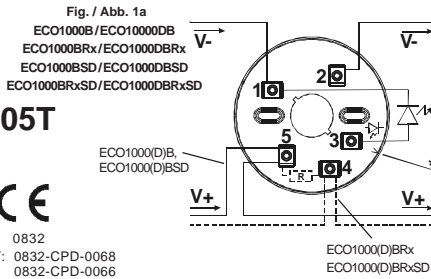 Fig. / Abb. 1a
ECO1000B/ECO10000DB
ECO1000BRx/ECO1000DBRx
ECO1000BSD/ECO1000DBSD
ECO1000BRxSD/ECO1000DBRxSD
05T
V-
V-
1
2
3
4
5
R
ECO1000(D)B,
ECO1000(D)BSD
V+
V+
CE
0832
: 0832-CPD-0068
0832-CPD-0066
ECO1000(D)BRx
ECO1000(D)BRxSD